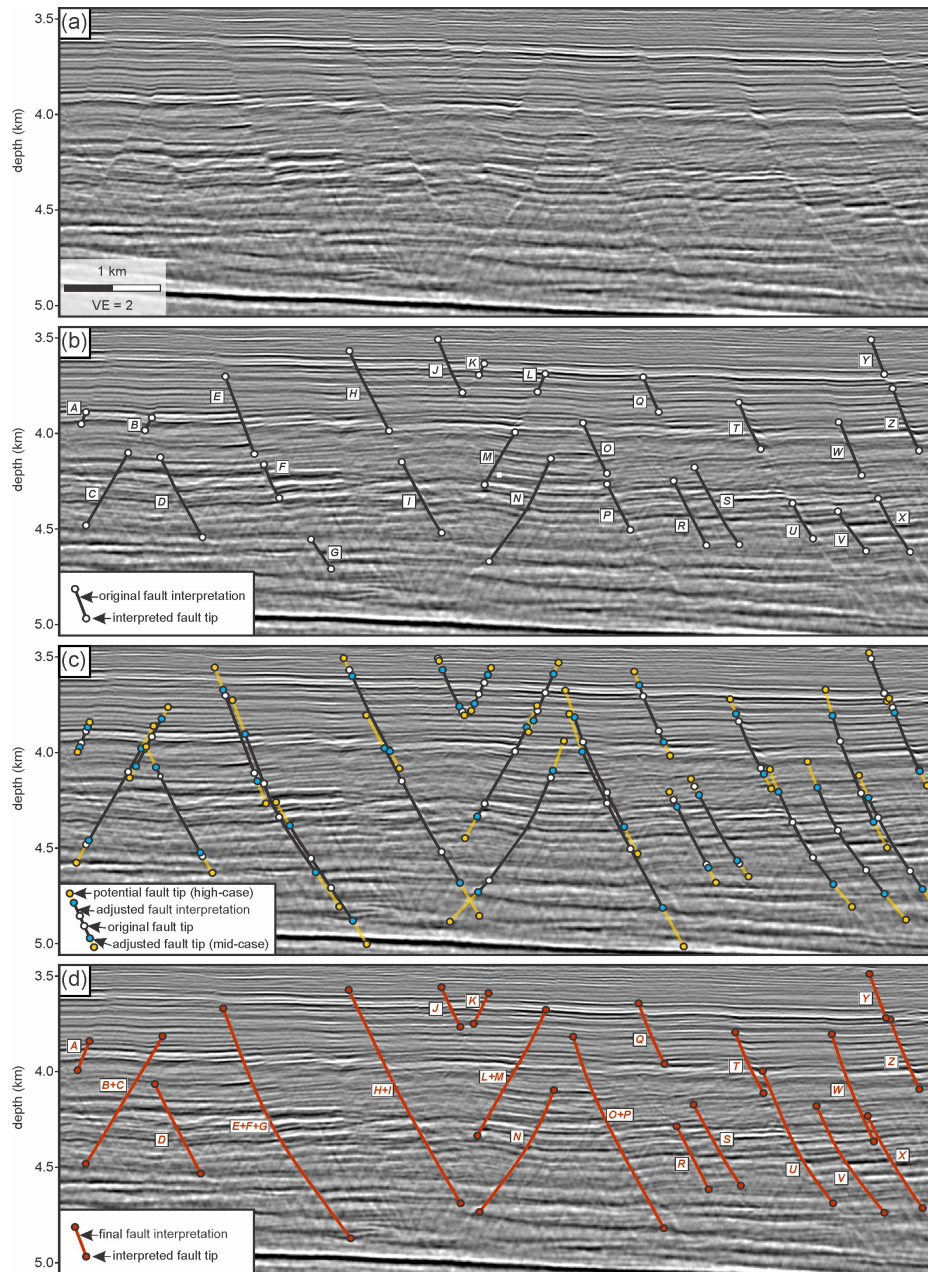 (a)
3.5
4.0
4.5
5.0
depth (km)
1 km
VE = 2
(b)
3.5
4.0
4.5
5.0
depth (km)
A
B
C
D
E
F
G
H
I
J
K
L
M
N
O
P
Q
R
S
T
U
V
W
X
Y
Z
original fault interpretation
interpreted fault tip
(c)
3.5
4.0
4.5
5.0
depth (km)
potential fault tip (high-case)
adjusted fault interpretation
original fault tip
adjusted fault tip (mid-case)
(d)
3.5
4.0
4.5
5.0
depth (km)
A
B+C
D
E+F+G
H+I
J
K
L+M
N
O+P
Q
R
S
T
U
V
W
X
Y
Z
final fault interpretation
interpreted fault tip